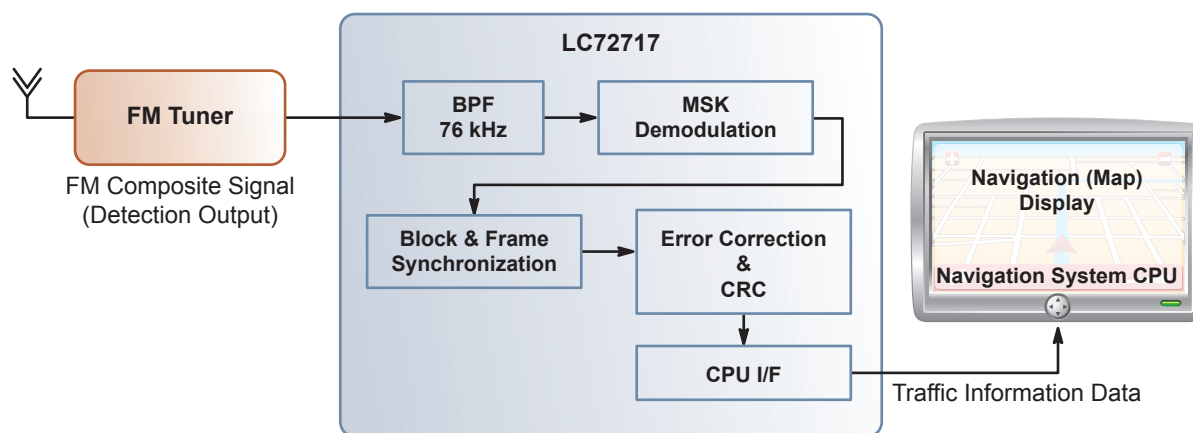 LC72717
FM Tuner
FM Composite Signal
(Detection Output)
BPF
76 kHz
MSK
Demodulation
Block & Frame
Synchronization
Error Correction
&
CRC
CPU I/F
Navigation (Map)
Display
Navigation System CPU
Traffic Information Data